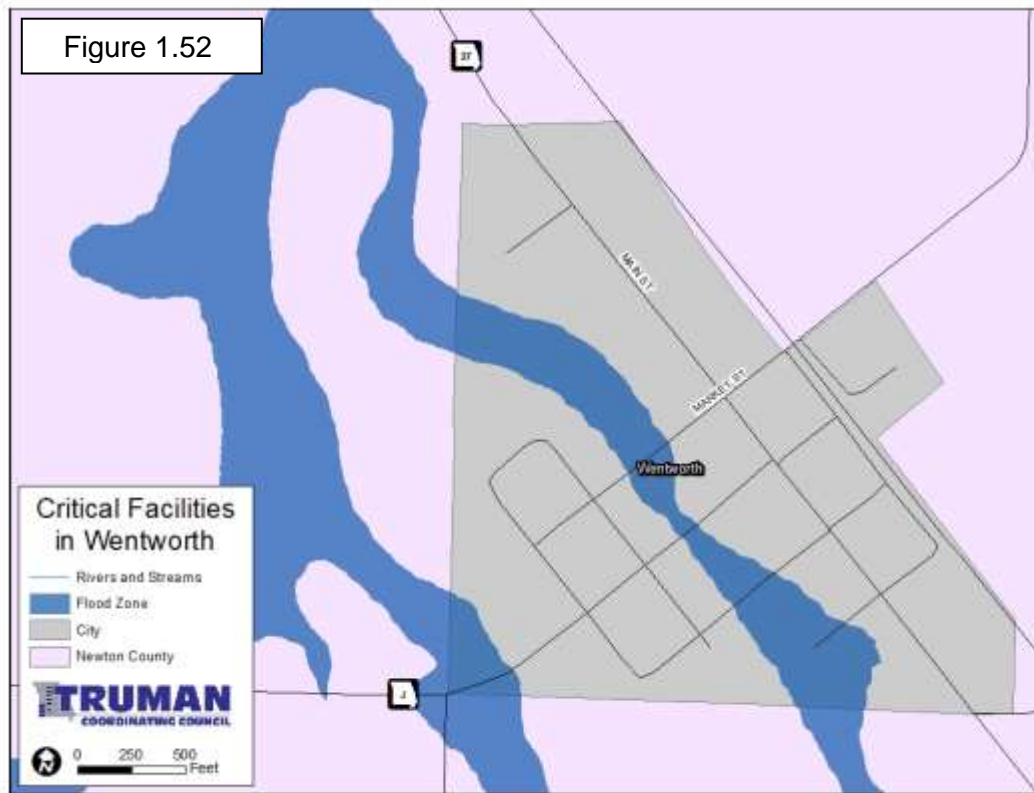 Figure 1.52
37
MAIN ST
MARKET ST
Wentworth
Critical Facilities
in Wentworth
Rivers and Streams
Flood Zone
City
Newton County
TRUMAN
COORDINATING COUNCIL
J
N
0 250 500
Feet